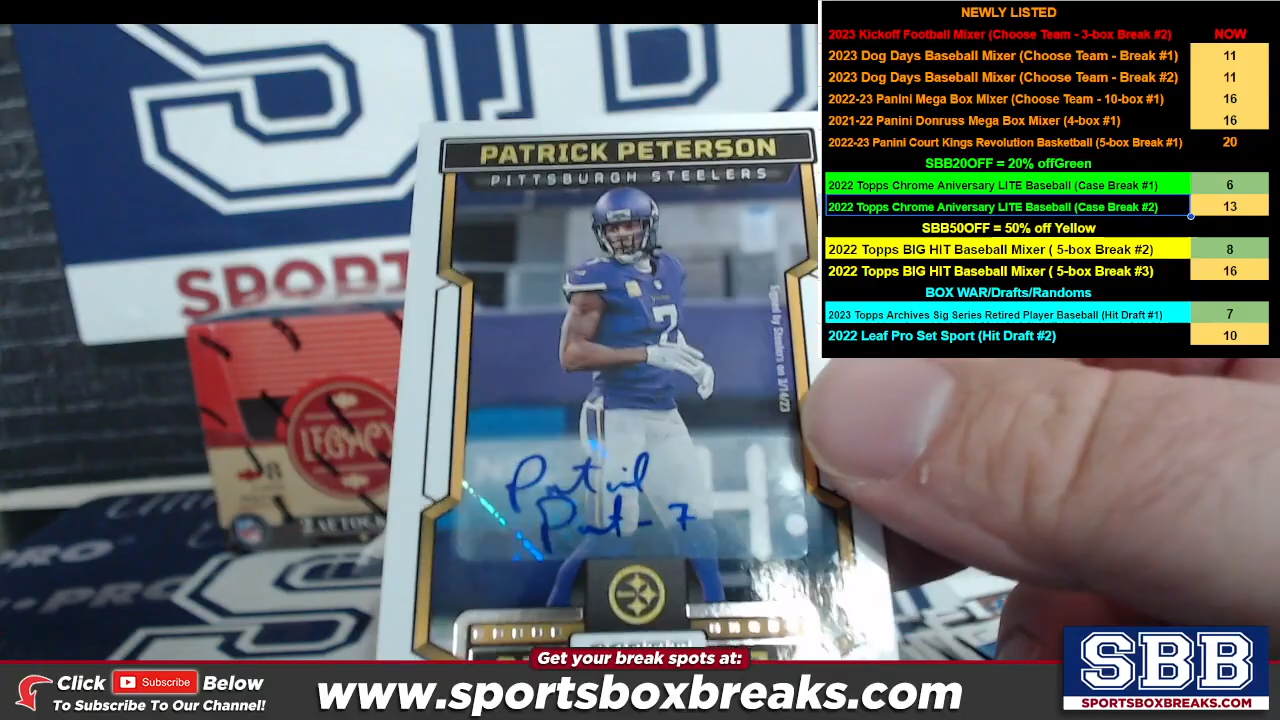 NEWLY LISTED
2023 Kickoff Football Mixer (Choose Team - 3-box Break #2) NOW
2023 Dog Days Baseball Mixer (Choose Team - Break #1) 11
2023 Dog Days Baseball Mixer (Choose Team - Break #2) 11
2022-23 Panini Mega Box Mixer (Choose Team - 10-box #1) 16
2021-22 Panini Donruss Mega Box Mixer (4-box #1) 16
2022-23 Panini Court Kings Revolution Basketball (5-box Break #1) 20
SBB20OFF = 20% offGreen
2022 Topps Chrome Aniversary LITE Baseball (Case Break #1) 6
2022 Topps Chrome Aniversary LITE Baseball (Case Break #2) 13
SBB50OFF = 50% off Yellow
2022 Topps BIG HIT Baseball Mixer ( 5-box Break #2) 8
2022 Topps BIG HIT Baseball Mixer ( 5-box Break #3) 16
BOX WAR/Drafts/Randoms
2023 Topps Archives Sig Series Retired Player Baseball (Hit Draft #1) 7
2022 Leaf Pro Set Sport (Hit Draft #2) 10
PATRICK PETERSON
PITTSBURGH STEELERS
Signed by Steelers on 3/14/23
7
LEGACY
Get your break spots at:
Click Subscribe Below
To Subscribe To Our Channel!
www.sportsboxbreaks.com
SBB
SPORTSBOXBREAKS.COM